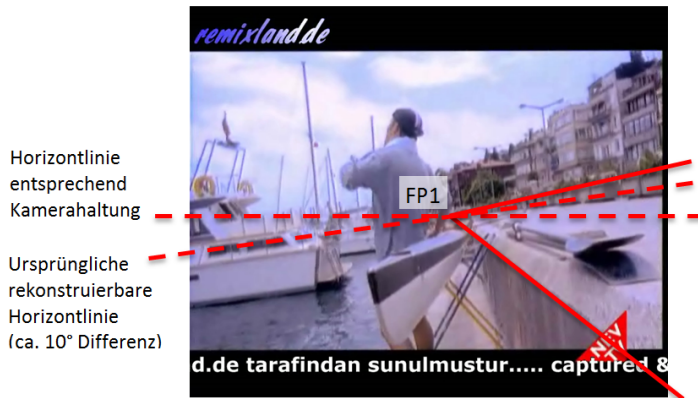 remixland.de
Horizontlinie
entsprechend
Kamerahaltung
FP1
Ursprüngliche
rekonstruierbare
Horizontlinie
(ca. 10° Differenz)
d.de tarafindan sunulmustur..... captured &